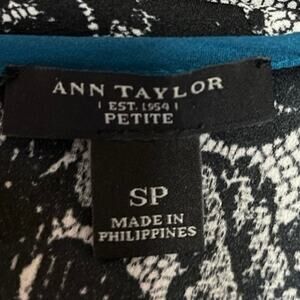 ANN TAYLOR
EST. 1954
PETITE
SP
MADE IN
PHILIPPINES